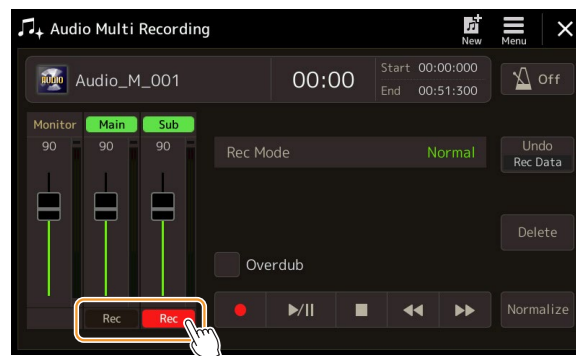 Audio Multi Recording
New
Menu
AUDIO
Audio_M_001
00:00
Start 00:00:000
End 00:51:300
Off
Monitor Main Sub
90 90 90
Rec Mode Normal
Undo
Rec Data
Delete
Overdub
Rec Rec
Normalize